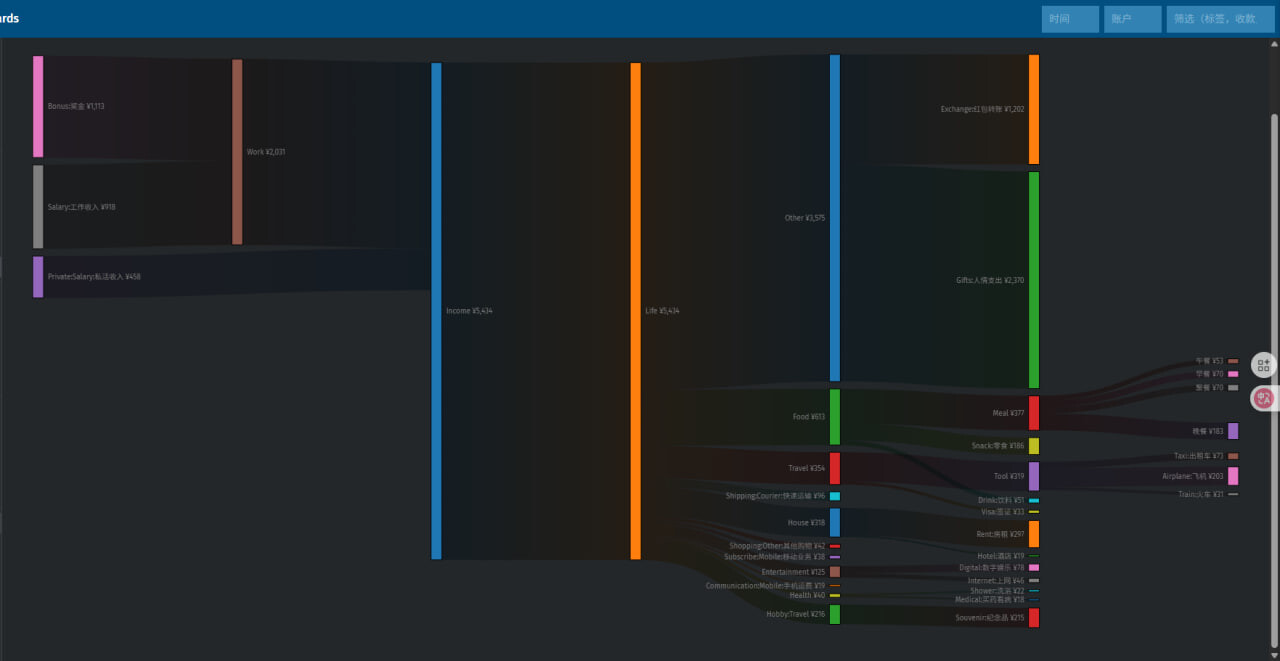 rds
时间
账户
筛选（标签，收款
Bonus:奖金 ¥1,113
Salary:工作收入 ¥918
Private:Salary:私活收入 ¥458
Work ¥2,031
Income ¥5,434
Life ¥5,434
Other ¥3,575
Food ¥613
Travel ¥354
Shipping:Courier:快递运输 ¥96
House ¥318
Shopping:Other:其他购物 ¥42
Subscribe:Mobile:移动业务 ¥38
Entertainment ¥125
Communication:Mobile:手机话费 ¥19
Health ¥40
Hobby:Travel ¥216
Exchange:红包转账 ¥1,202
Gifts:人情支出 ¥2,370
Meal ¥377
Snack:零食 ¥186
Tool ¥319
Drink:饮料 ¥51
Visa:签证 ¥33
Rent:房租 ¥297
Hotel:酒店 ¥19
Digital:数字娱乐 ¥78
Internet:上网 ¥46
Shower:洗浴 ¥22
Medical:买药看病 ¥18
Souvenir:纪念品 ¥215
午餐 ¥53
早餐 ¥70
聚餐 ¥70
晚餐 ¥183
Taxi:出租车 ¥73
Airplane:飞机 ¥203
Train:火车 ¥31